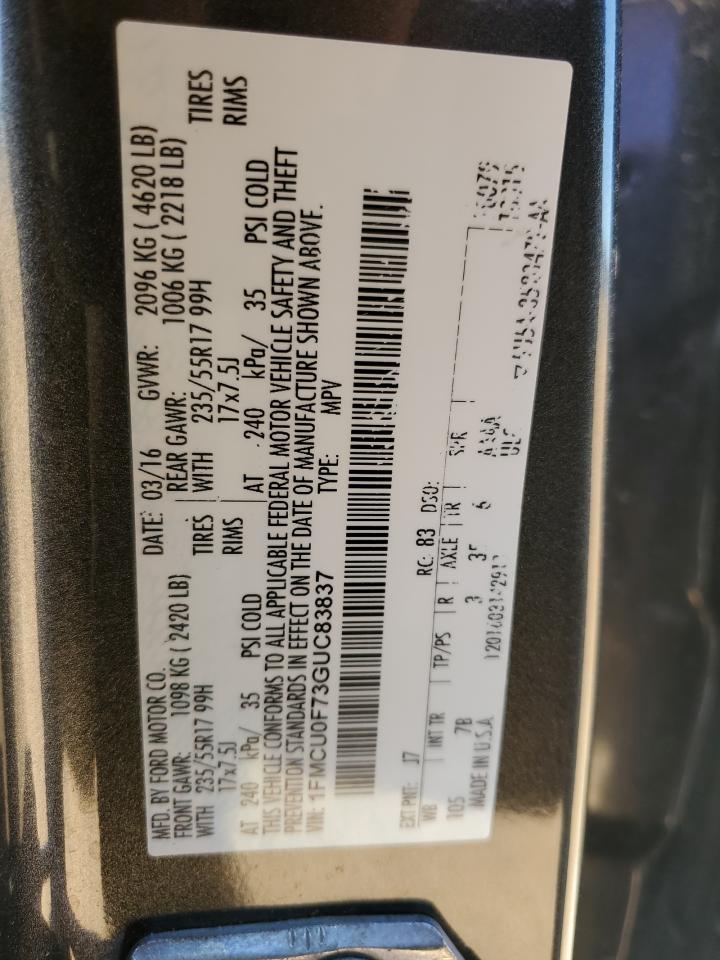 MFD. BY FORD MOTOR CO. DATE: 03/16 GVWR: 2096 KG ( 4620 LB)
FRONT GAWR: 1098 KG ( 2420 LB) REAR GAWR: 1006 KG ( 2218 LB)
WITH 235/55R17 99H TIRES WITH 235/55R17 99H TIRES
17x7.5J RIMS 17x7.5J RIMS
AT 240 kPa/ 35 PSI COLD AT 240 kPa/ 35 PSI COLD
THIS VEHICLE CONFORMS TO ALL APPLICABLE FEDERAL MOTOR VEHICLE SAFETY AND THEFT
PREVENTION STANDARDS IN EFFECT ON THE DATE OF MANUFACTURE SHOWN ABOVE.
VIN: 1FMCU0F73GUC83837 TYPE: MPV
EXT PNT: J7 RC: 83 DSO:
WB INT TR TP/PS R AXLE TR SPR
105 7B 3 6
MADE IN U.S.A.